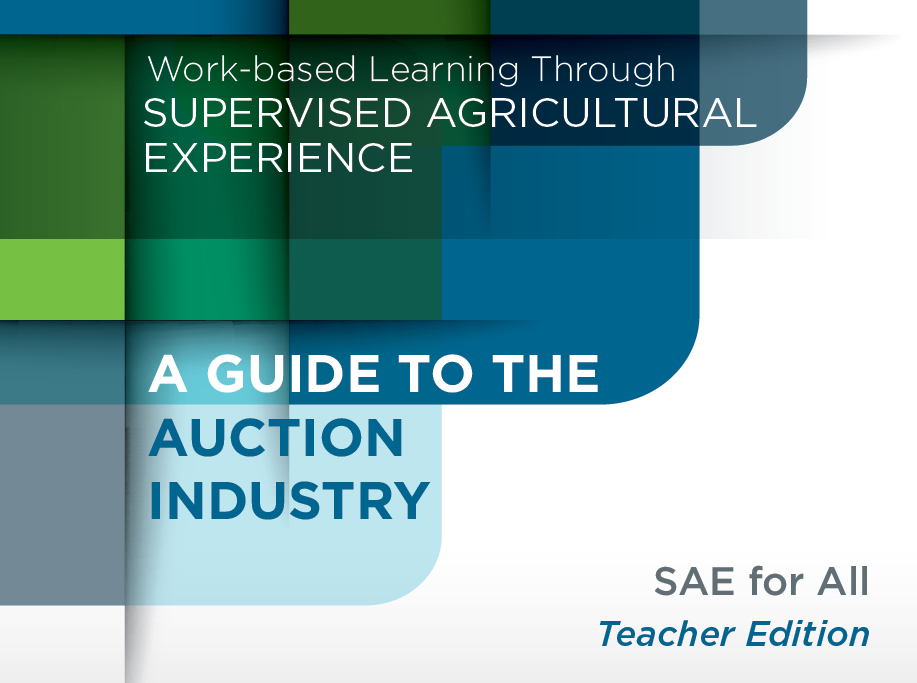 Work-based Learning Through
SUPERVISED AGRICULTURAL
EXPERIENCE
A GUIDE TO THE
AUCTION
INDUSTRY
SAE for All
Teacher Edition